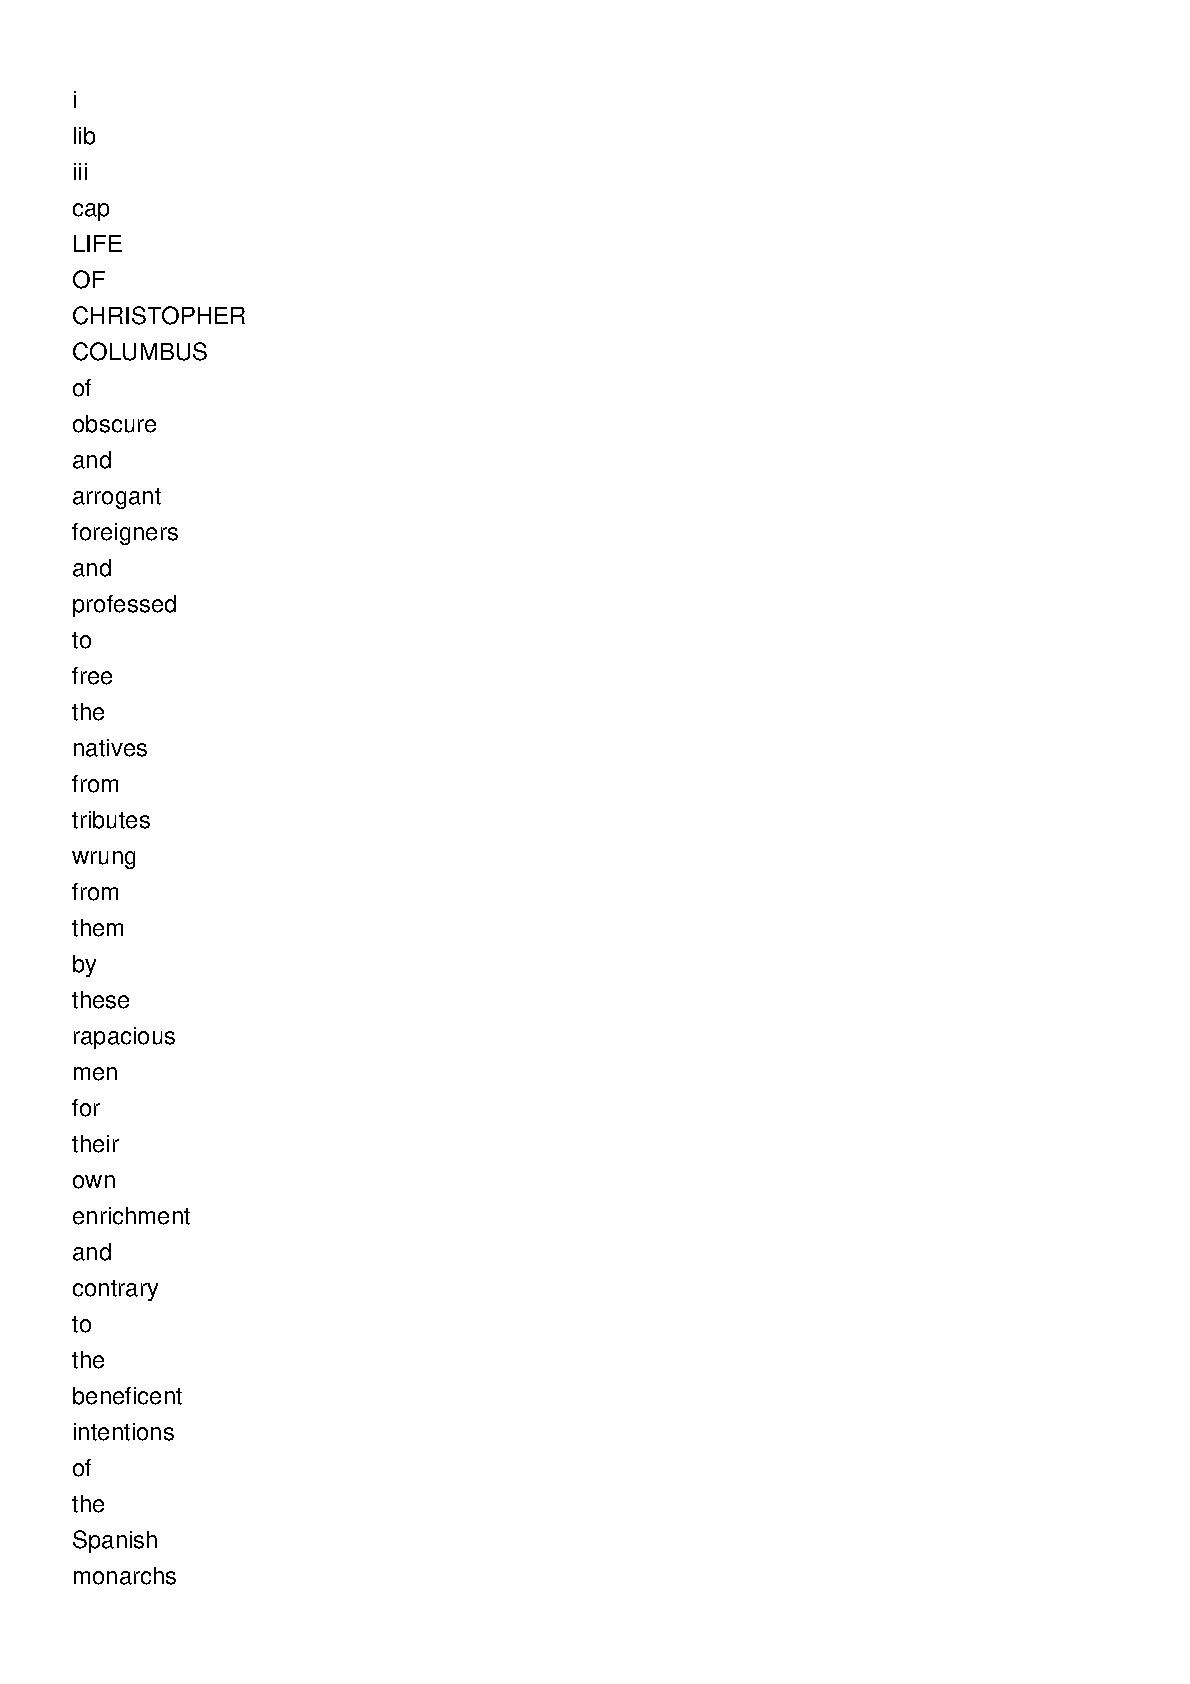 i
lib
iii
cap
LIFE
OF
CHRISTOPHER
COLUMBUS
of
obscure
and
arrogant
foreigners
and
professed
to
free
the
natives
from
tributes
wrung
from
them
by
these
rapacious
men
for
their
own
enrichment
and
contrary
to
the
beneficent
intentions
of
the
Spanish
monarchs